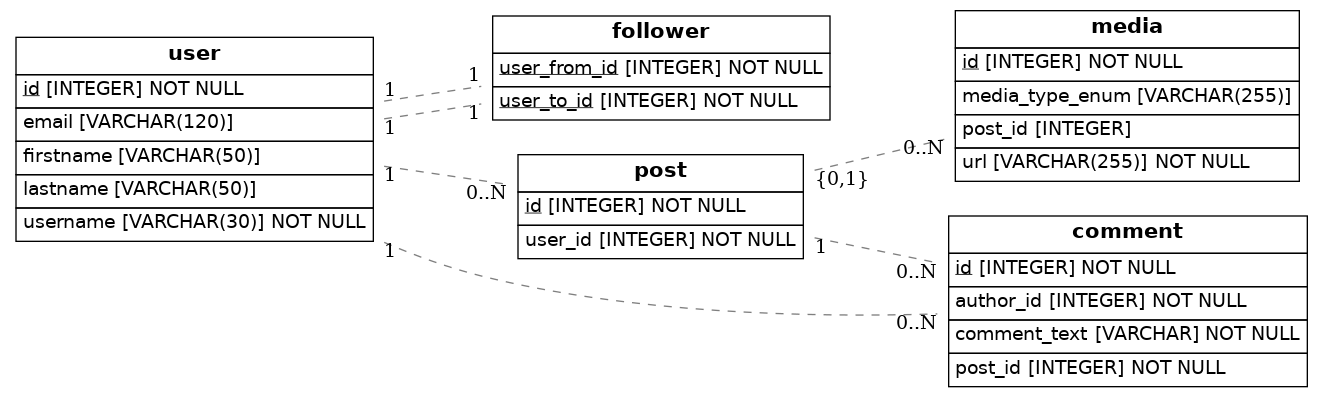 user
id [INTEGER] NOT NULL
email [VARCHAR(120)]
firstname [VARCHAR(50)]
lastname [VARCHAR(50)]
username [VARCHAR(30)] NOT NULL
follower
user_from_id [INTEGER] NOT NULL
user_to_id [INTEGER] NOT NULL
post
id [INTEGER] NOT NULL
user_id [INTEGER] NOT NULL
media
id [INTEGER] NOT NULL
media_type_enum [VARCHAR(255)]
post_id [INTEGER]
url [VARCHAR(255)] NOT NULL
comment
id [INTEGER] NOT NULL
author_id [INTEGER] NOT NULL
comment_text [VARCHAR] NOT NULL
post_id [INTEGER] NOT NULL
1
1
1
1
1
0..N
{0,1}
0..N
1
0..N
1
0..N